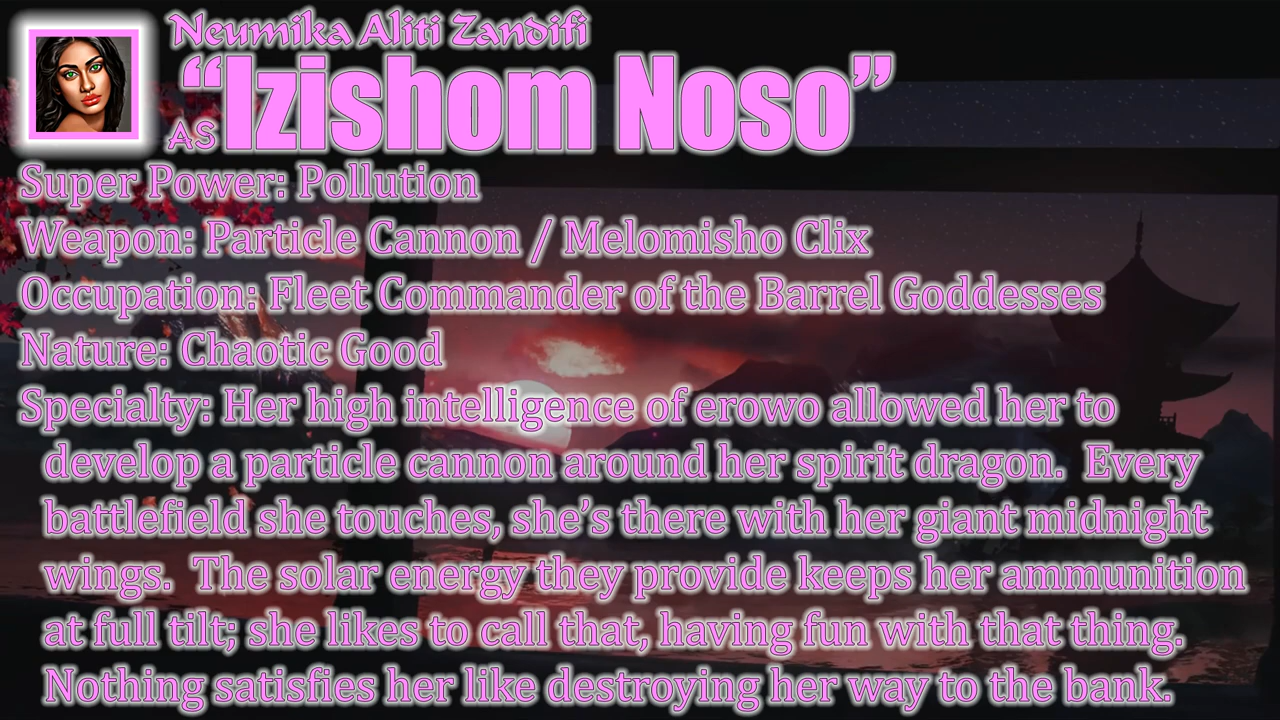 Neumika Aliti Zandifi
AS “Izishom Noso”
Super Power: Pollution
Weapon: Particle Cannon / Melomisho Clix
Occupation: Fleet Commander of the Barrel Goddesses
Nature: Chaotic Good
Specialty: Her high intelligence of erowo allowed her to
develop a particle cannon around her spirit dragon.  Every
battlefield she touches, she’s there with her giant midnight
wings.  The solar energy they provide keeps her ammunition
at full tilt; she likes to call that, having fun with that thing.
Nothing satisfies her like destroying her way to the bank.